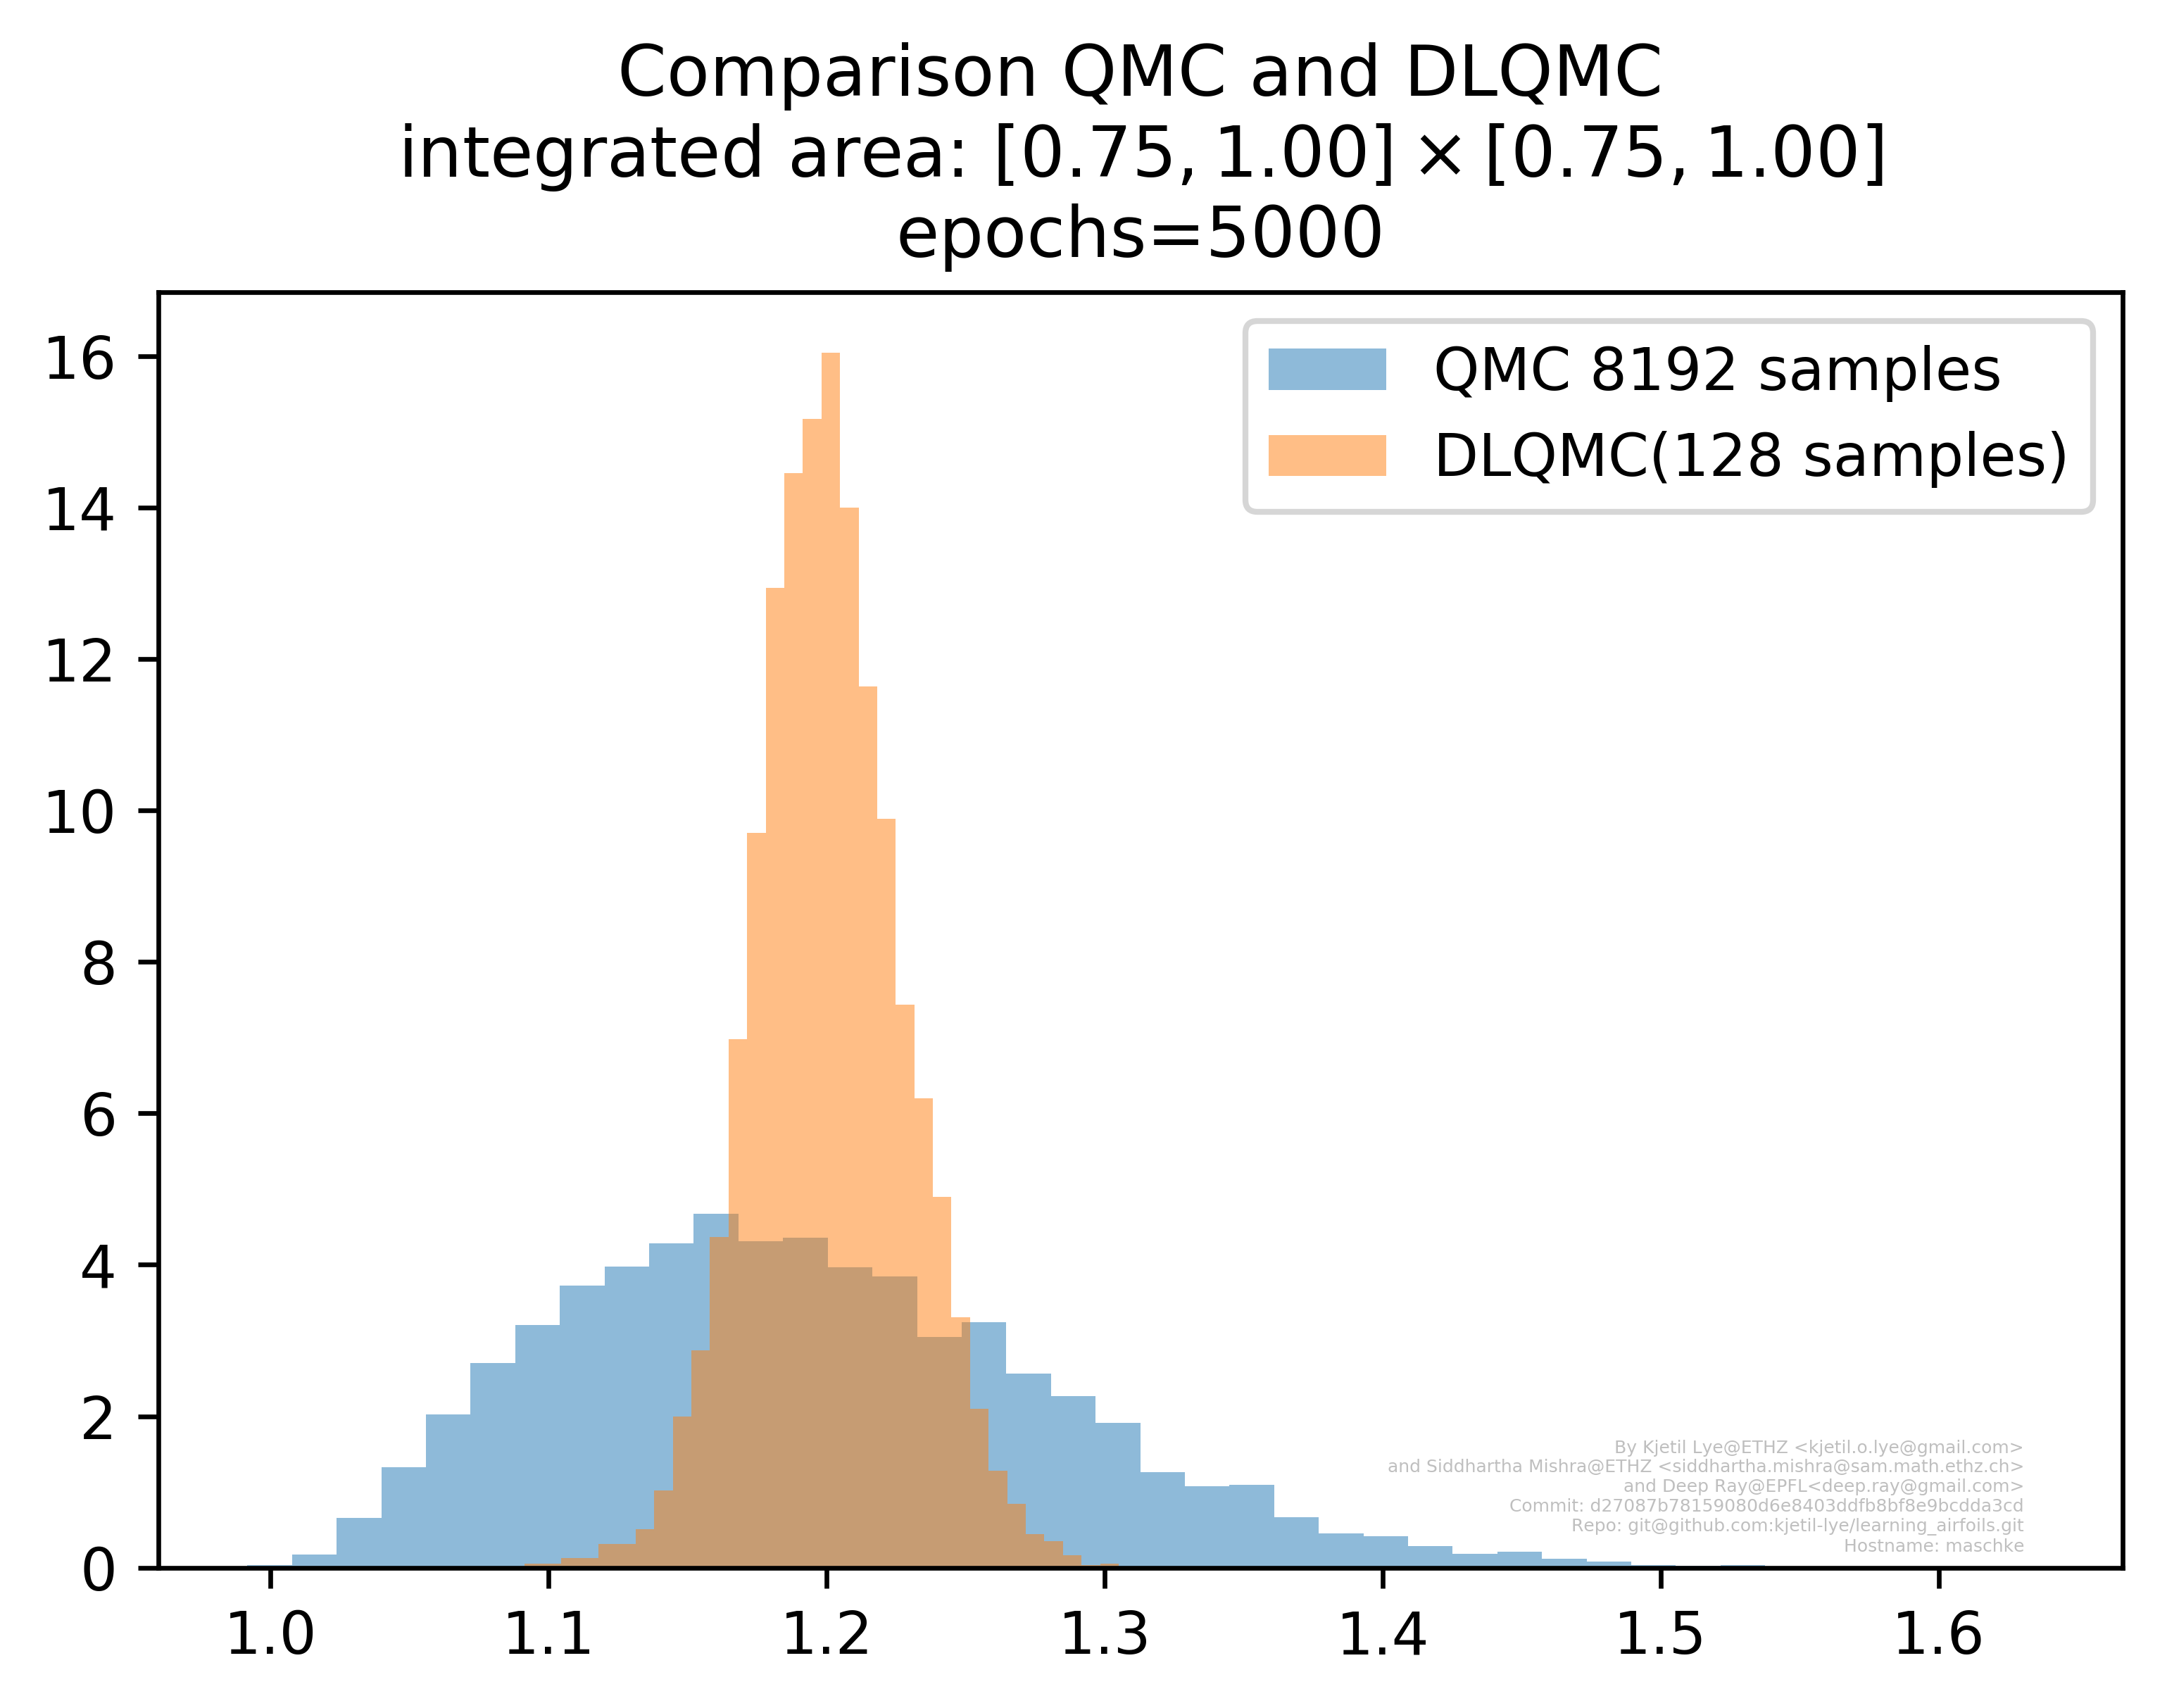 Comparison QMC and DLQMC
integrated area: [0.75, 1.00] × [0.75, 1.00]
epochs=5000
QMC 8192 samples
DLQMC(128 samples)
16
14
12
10
8
6
4
2
0
By Kjetil Lye@ETHZ <kjetil.o.lye@gmail.com>
and Siddhartha Mishra@ETHZ <siddhartha.mishra@sam.math.ethz.ch>
and Deep Ray@EPFL<deep.ray@gmail.com>
Commit: d27087b78159080d6e8403ddfb8bf8e9bcdda3cd
Repo: git@github.com:kjetil-lye/learning_airfoils.git
Hostname: maschke
1.0 1.1 1.2 1.3 1.4 1.5 1.6